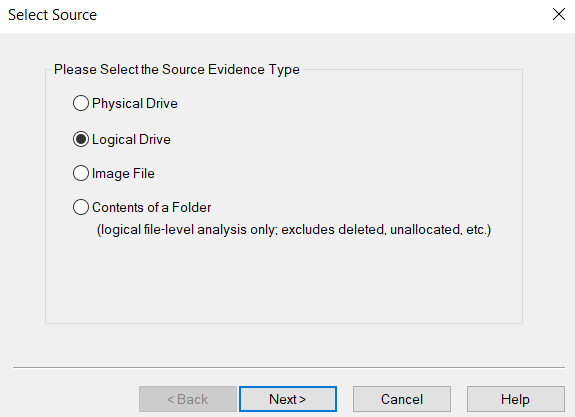 Select Source
Please Select the Source Evidence Type
Physical Drive
Logical Drive
Image File
Contents of a Folder
(logical file-level analysis only; excludes deleted, unallocated, etc.)
< Back
Next >
Cancel
Help